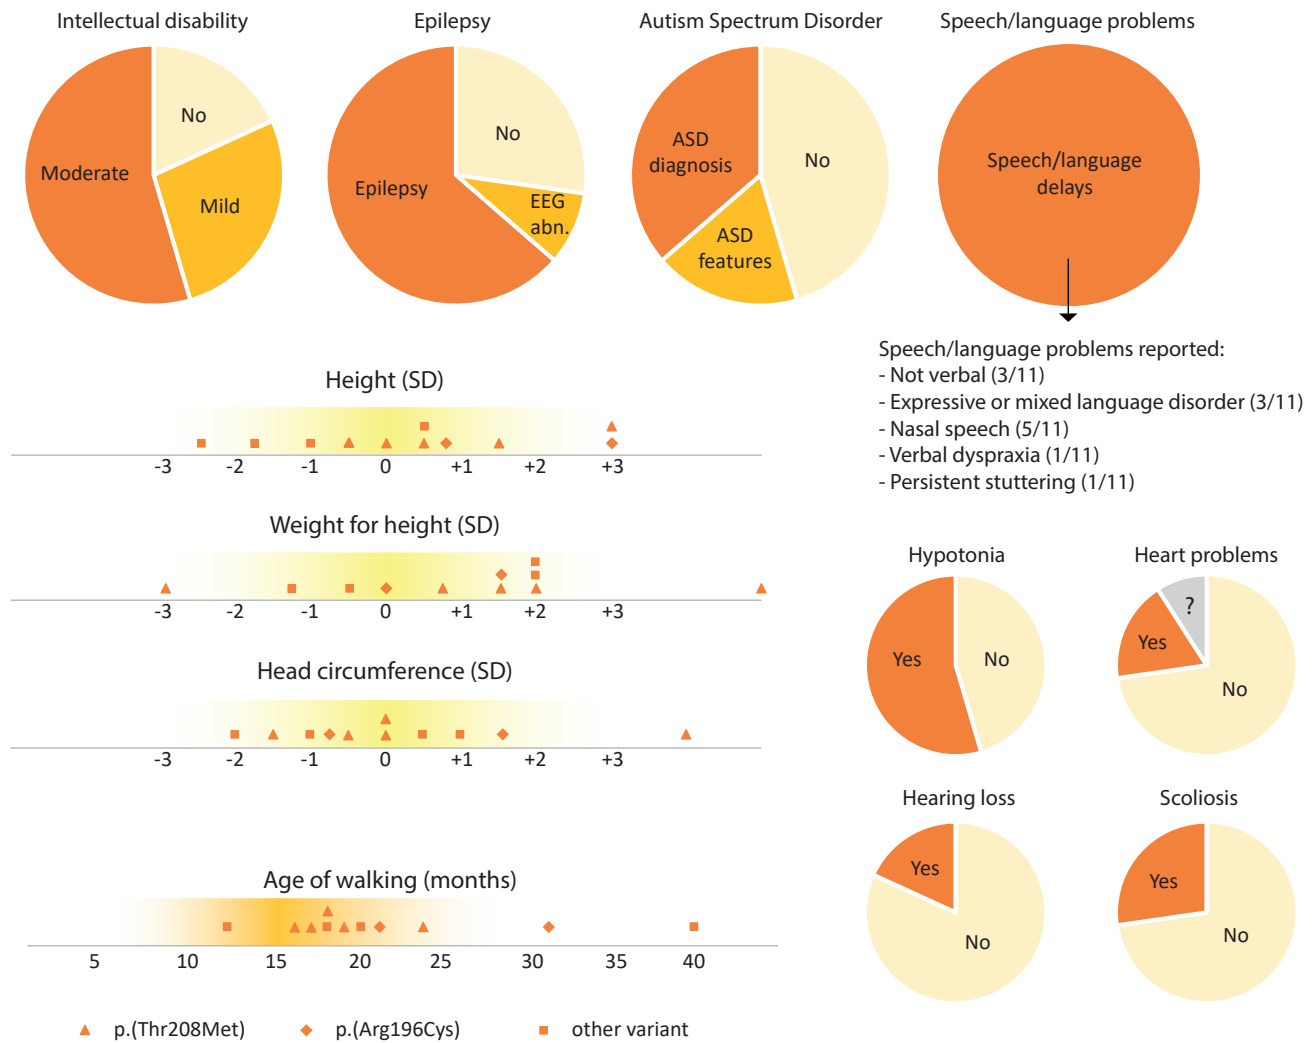 Intellectual disability
Epilepsy
Autism Spectrum Disorder
Speech/language problems
No
Moderate
Mild
No
Epilepsy
EEG
abn.
ASD
diagnosis
No
ASD
features
Speech/language
delays
Speech/language problems reported:
- Not verbal (3/11)
- Expressive or mixed language disorder (3/11)
- Nasal speech (5/11)
- Verbal dyspraxia (1/11)
- Persistent stuttering (1/11)
Height (SD)
-3 -2 -1 0 +1 +2 +3
Weight for height (SD)
-3 -2 -1 0 +1 +2 +3
Head circumference (SD)
-3 -2 -1 0 +1 +2 +3
Age of walking (months)
5 10 15 20 25 30 35 40
p.(Thr208Met) p.(Arg196Cys) other variant
Hypotonia
Yes
No
Heart problems
?
Yes
No
Hearing loss
Yes
No
Scoliosis
Yes
No